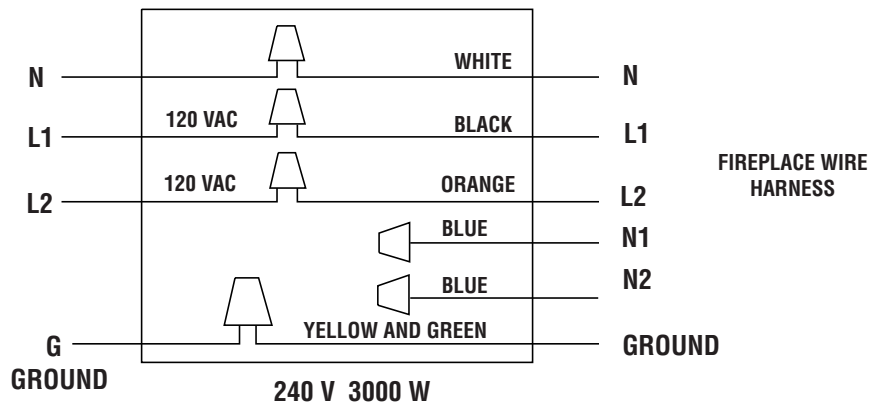 N
WHITE
N
L1
120 VAC
BLACK
L1
FIREPLACE WIRE
HARNESS
L2
120 VAC
ORANGE
L2
BLUE
N1
BLUE
N2
YELLOW AND GREEN
G
GROUND
GROUND
240 V 3000 W